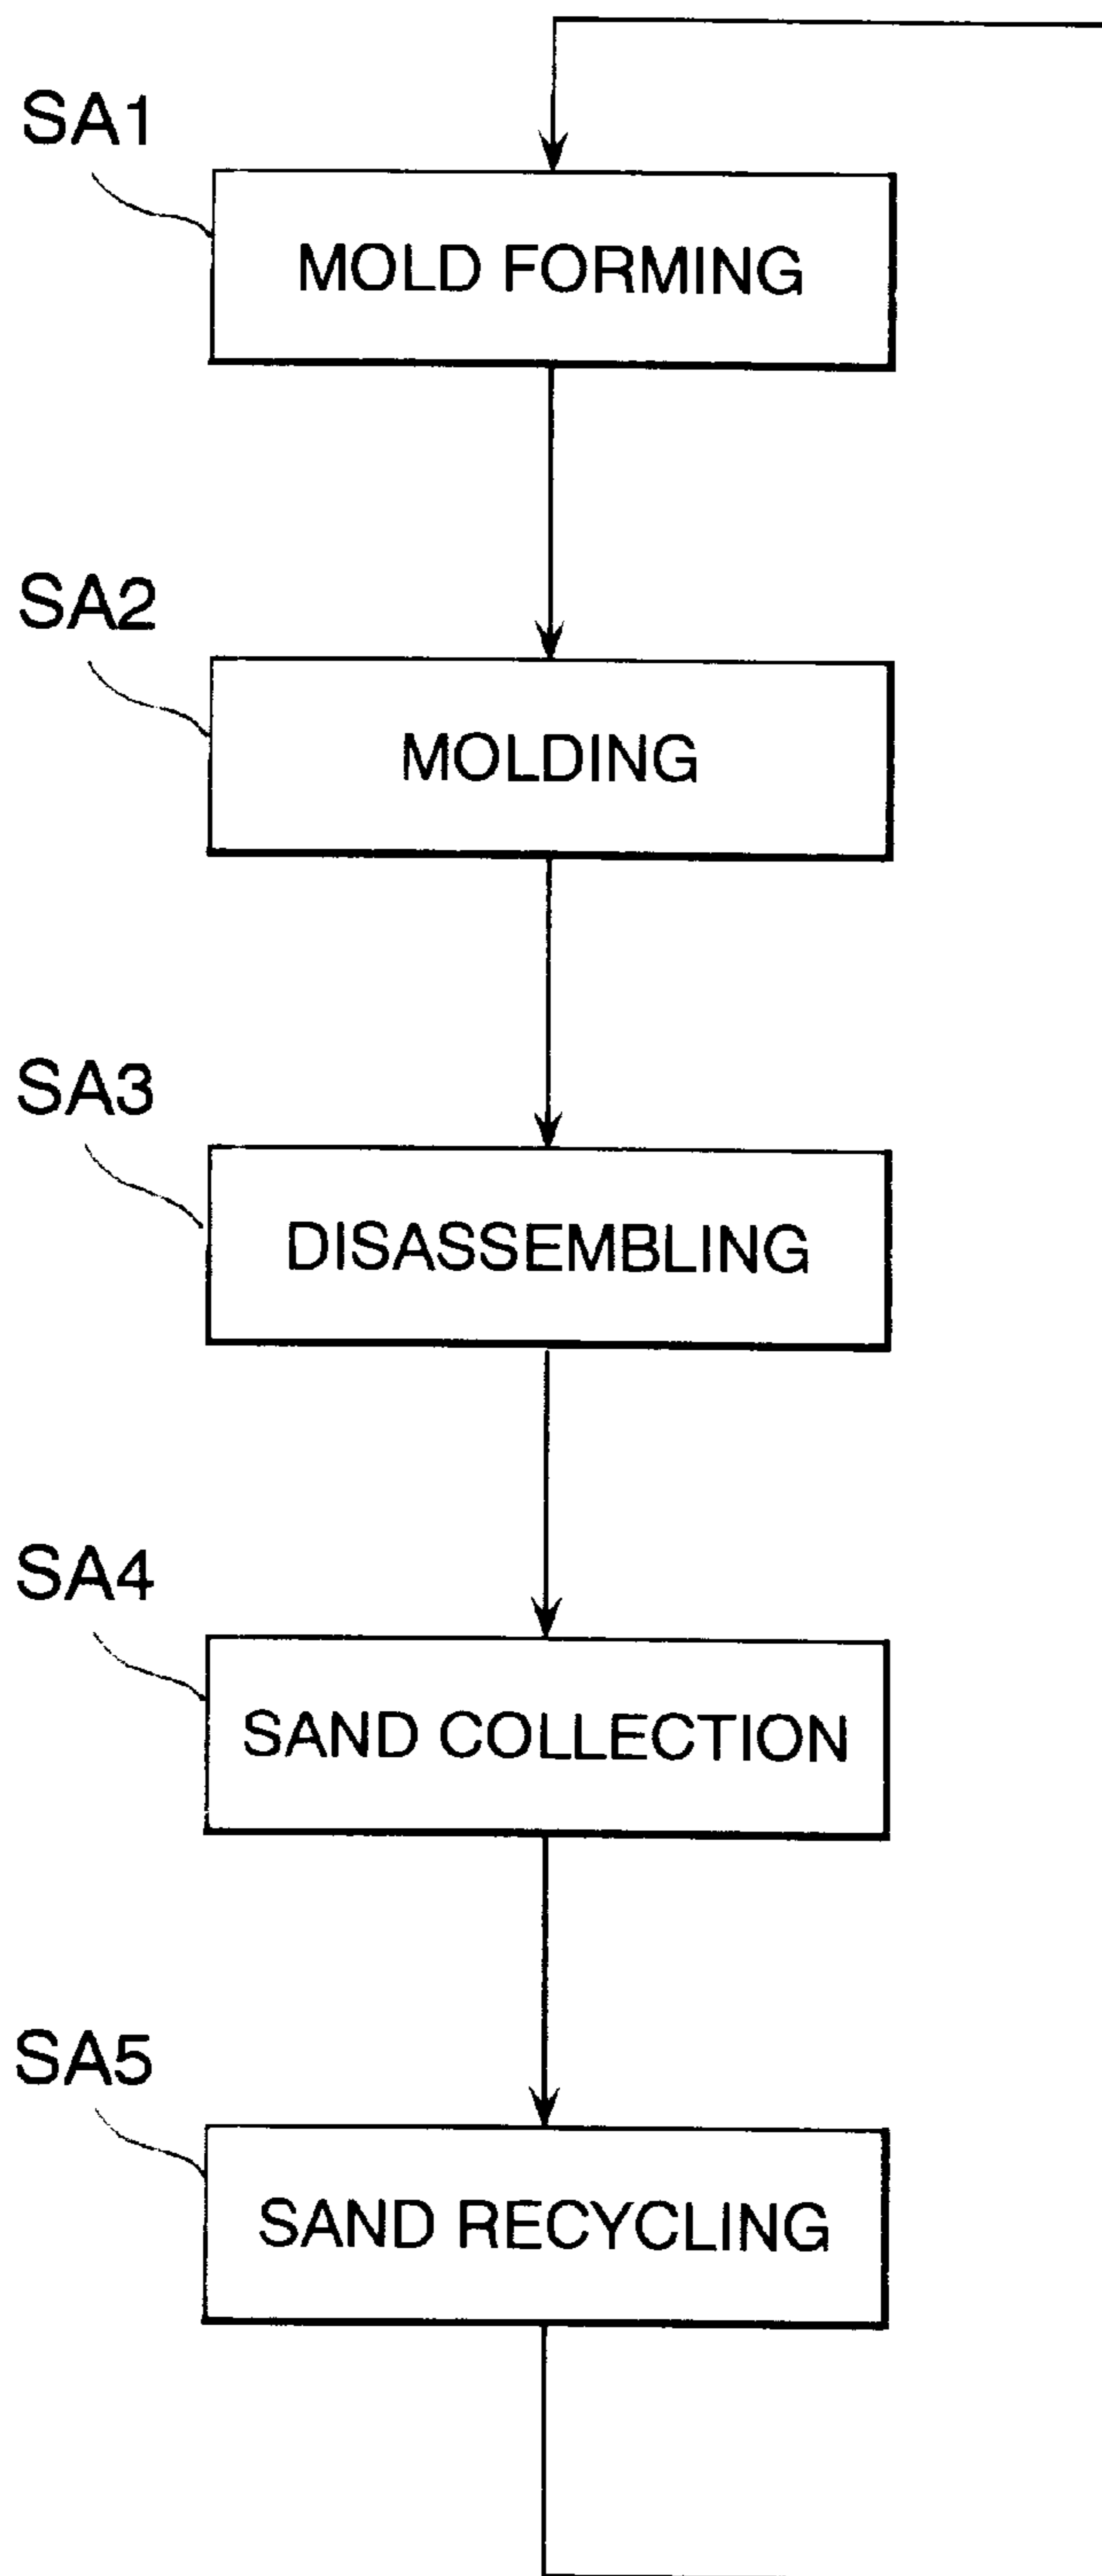 SA1
MOLD FORMING
SA2
MOLDING
SA3
DISASSEMBLING
SA4
SAND COLLECTION
SA5
SAND RECYCLING